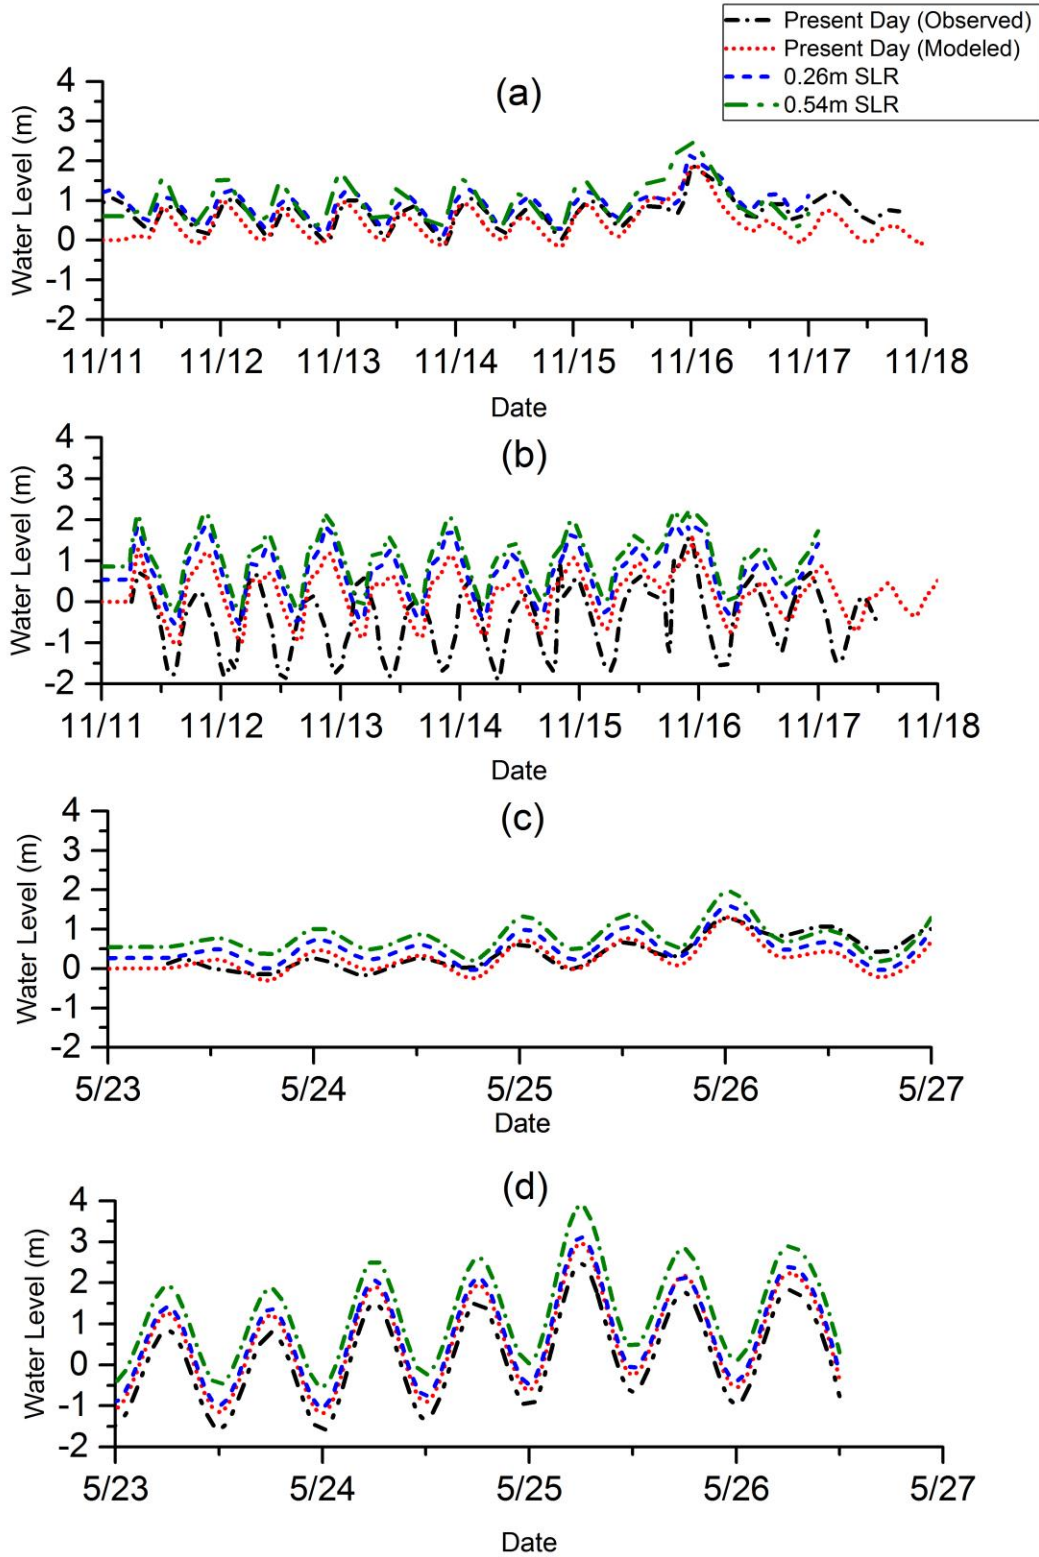 Present Day (Observed)
Present Day (Modeled)
0.26m SLR
0.54m SLR
(a)
Water Level (m)
4
3
2
1
0
-1
-2
11/11 11/12 11/13 11/14 11/15 11/16 11/17 11/18
Date
(b)
Water Level (m)
4
3
2
1
0
-1
-2
11/11 11/12 11/13 11/14 11/15 11/16 11/17 11/18
Date
(c)
Water Level (m)
4
3
2
1
0
-1
-2
5/23 5/24 5/25 5/26 5/27
Date
(d)
Water Level (m)
4
3
2
1
0
-1
-2
5/23 5/24 5/25 5/26 5/27
Date